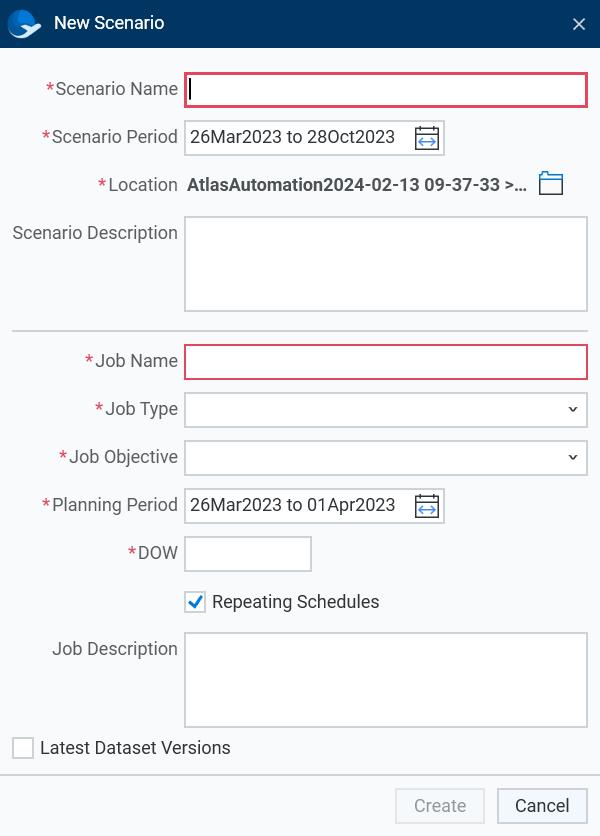 New Scenario
*Scenario Name
*Scenario Period 26Mar2023 to 28Oct2023
*Location AtlasAutomation2024-02-13 09-37-33 >...
Scenario Description
*Job Name
*Job Type
*Job Objective
*Planning Period 26Mar2023 to 01Apr2023
*DOW
Repeating Schedules
Job Description
Latest Dataset Versions
Create Cancel